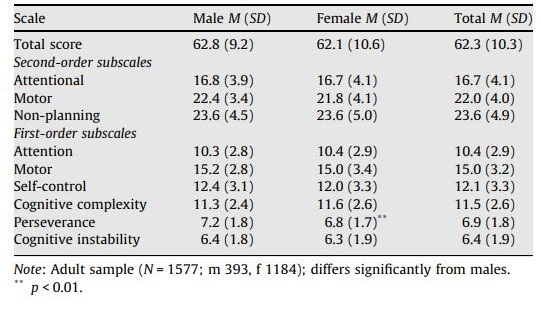 Scale Male M (SD) Female M (SD) Total M (SD)
Total score 62.8 (9.2) 62.1 (10.6) 62.3 (10.3)
Second-order subscales
Attentional 16.8 (3.9) 16.7 (4.1) 16.7 (4.1)
Motor 22.4 (3.4) 21.8 (4.1) 22.0 (4.0)
Non-planning 23.6 (4.5) 23.6 (5.0) 23.6 (4.9)
First-order subscales
Attention 10.3 (2.8) 10.4 (2.9) 10.4 (2.9)
Motor 15.2 (2.8) 15.0 (3.4) 15.0 (3.2)
Self-control 12.4 (3.1) 12.0 (3.3) 12.1 (3.3)
Cognitive complexity 11.3 (2.4) 11.6 (2.6) 11.5 (2.6)
Perseverance 7.2 (1.8) 6.8 (1.7)** 6.9 (1.8)
Cognitive instability 6.4 (1.8) 6.3 (1.9) 6.4 (1.9)
Note: Adult sample (N = 1577; m 393, f 1184); differs significantly from males.
** p < 0.01.